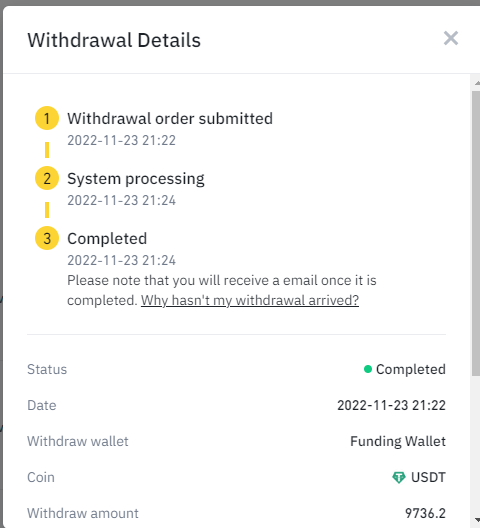 Withdrawal Details
1 Withdrawal order submitted
2022-11-23 21:22
2 System processing
2022-11-23 21:24
3 Completed
2022-11-23 21:24
Please note that you will receive a email once it is
completed. Why hasn't my withdrawal arrived?
Status Completed
Date 2022-11-23 21:22
Withdraw wallet Funding Wallet
Coin USDT
Withdraw amount 9736.2